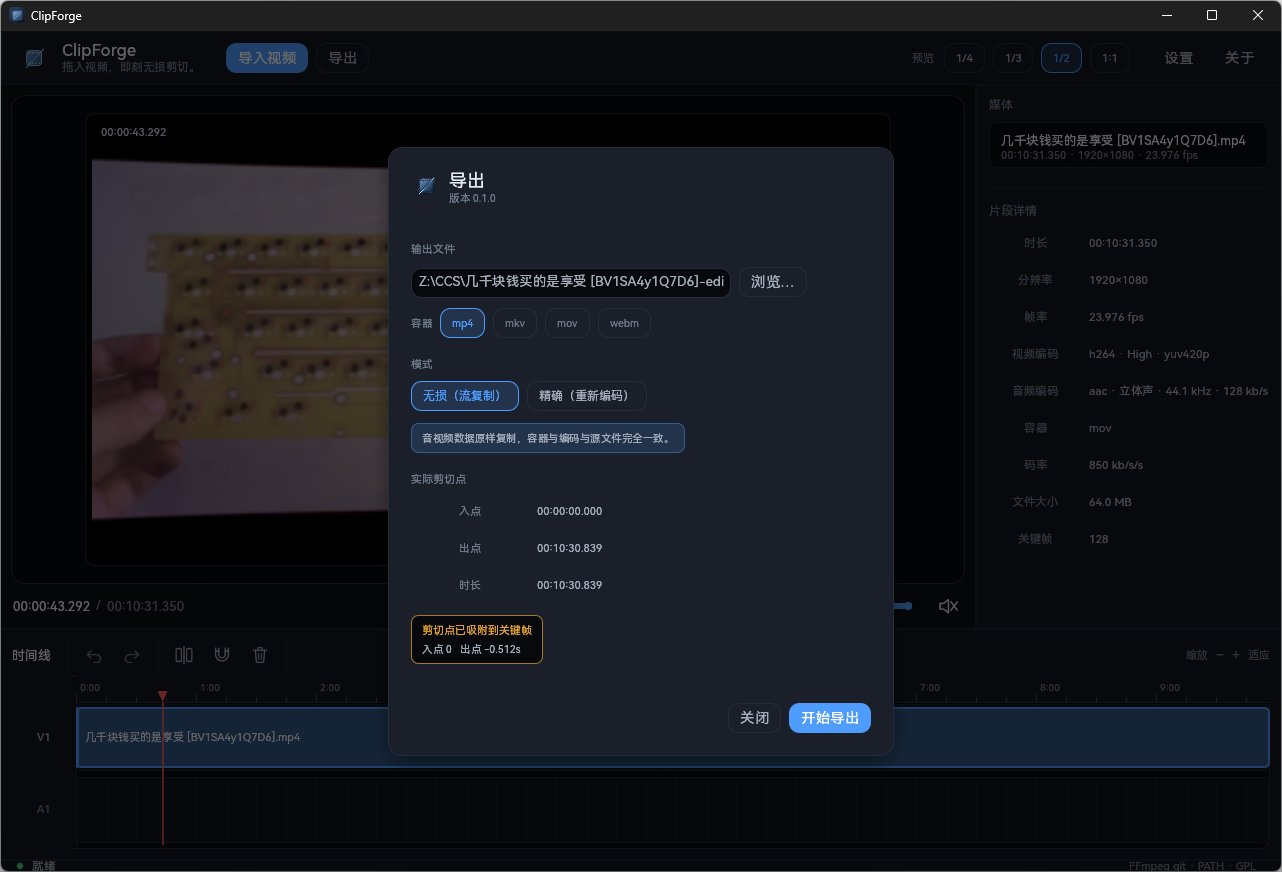 ClipForge
ClipForge
拖入视频，即刻无损剪切。
导入视频 导出
预览 1/4 1/3 1/2 1:1 设置 关于
00:00:43.292
媒体
几千块钱买的是享受 [BV1SA4y1Q7D6].mp4
00:10:31.350 · 1920×1080 · 23.976 fps
片段详情
时长 00:10:31.350
分辨率 1920×1080
帧率 23.976 fps
视频编码 h264 · High · yuv420p
音频编码 aac · 立体声 · 44.1 kHz · 128 kb/s
容器 mov
码率 850 kb/s/s
文件大小 64.0 MB
关键帧 128
导出
版本 0.1.0
输出文件
Z:\CCS\几千块钱买的是享受 [BV1SA4y1Q7D6]-edi 浏览…
容器 mp4 mkv mov webm
模式
无损（流复制） 精确（重新编码）
音视频数据原样复制，容器与编码与源文件完全一致。
实际剪切点
入点 00:00:00.000
出点 00:10:30.839
时长 00:10:30.839
剪切点已吸附到关键帧
入点 0 出点 -0.512s
关闭 开始导出
00:00:43.292 / 00:10:31.350
时间线
缩放 − + 适应
0:00 1:00 2:00 7:00 8:00 9:00
V1 几千块钱买的是享受 [BV1SA4y1Q7D6].mp4
A1
就绪
FFmpeg git · PATH · GPL